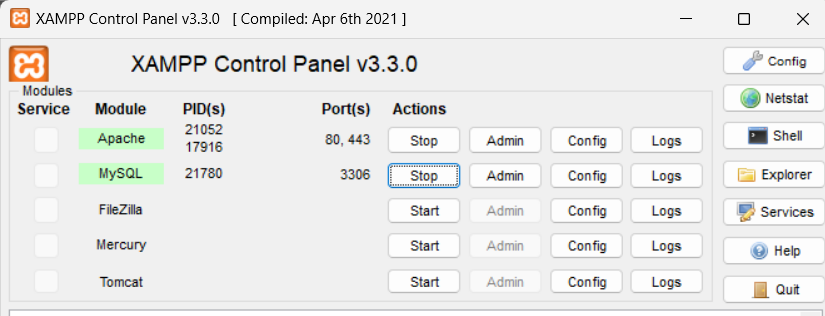 XAMPP Control Panel v3.3.0 [ Compiled: Apr 6th 2021 ]
XAMPP Control Panel v3.3.0
Modules
Service Module PID(s) Port(s) Actions
Apache 21052 17916 80, 443 Stop Admin Config Logs
MySQL 21780 3306 Stop Admin Config Logs
FileZilla Start Admin Config Logs
Mercury Start Admin Config Logs
Tomcat Start Admin Config Logs
Config
Netstat
Shell
Explorer
Services
Help
Quit